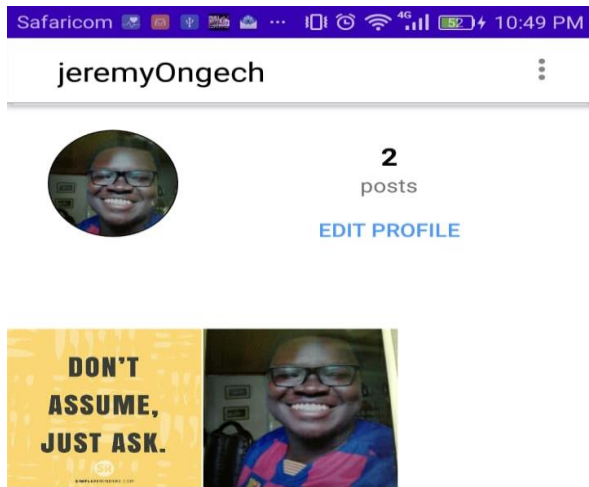 Safaricom 4G 52 10:49 PM
jeremyOngech
2
posts
EDIT PROFILE
DON'T
ASSUME,
JUST ASK.